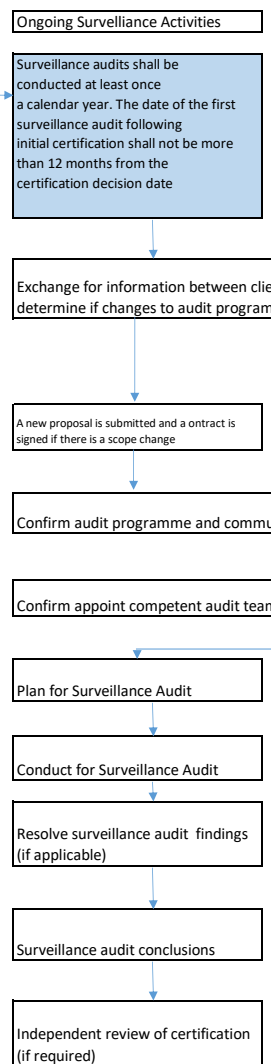 Ongoing Survelliance Activities
Surveillance audits shall be
conducted at least once
a calendar year. The date of the first
surveillance audit following
initial certification shall not be more
than 12 months from the
certification decision date
Exchange for information between clie
determine if changes to audit program
A new proposal is submitted and a ontract is
signed if there is a scope change
Confirm audit programme and commu
Confirm appoint competent audit team
Plan for Surveillance Audit
Conduct for Surveillance Audit
Resolve surveillance audit findings
(if applicable)
Surveillance audit conclusions
Independent review of certification
(if required)